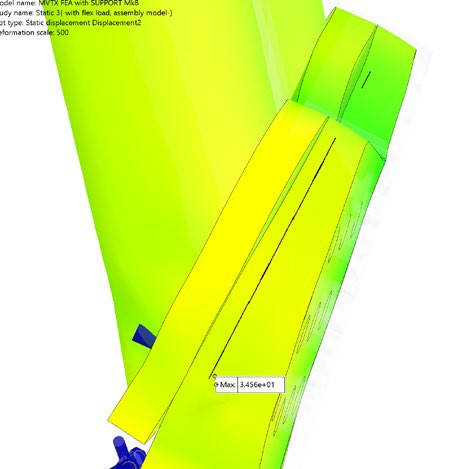 odel name: MVTX FEA with SUPPORT Mk8
udy name: Static 3(-with flex load, assembly model-)
ot type: Static displacement Displacement2
eformation scale: 500
Max: 3.456e+01